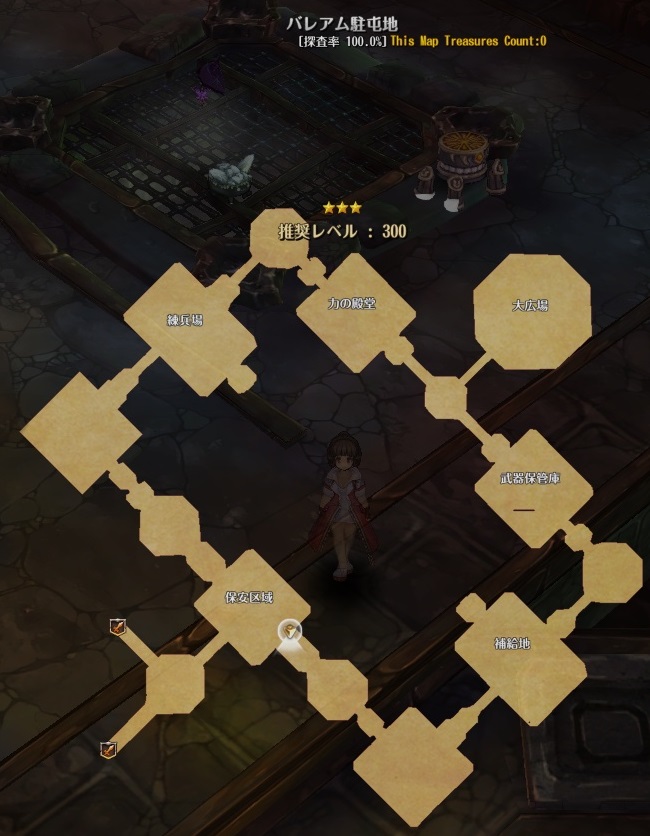 バレアム駐屯地
[探査率 100.0%] This Map Treasures Count:0
推奨レベル : 300
力の殿堂
大広場
練兵場
武器保管庫
保安区域
補給地